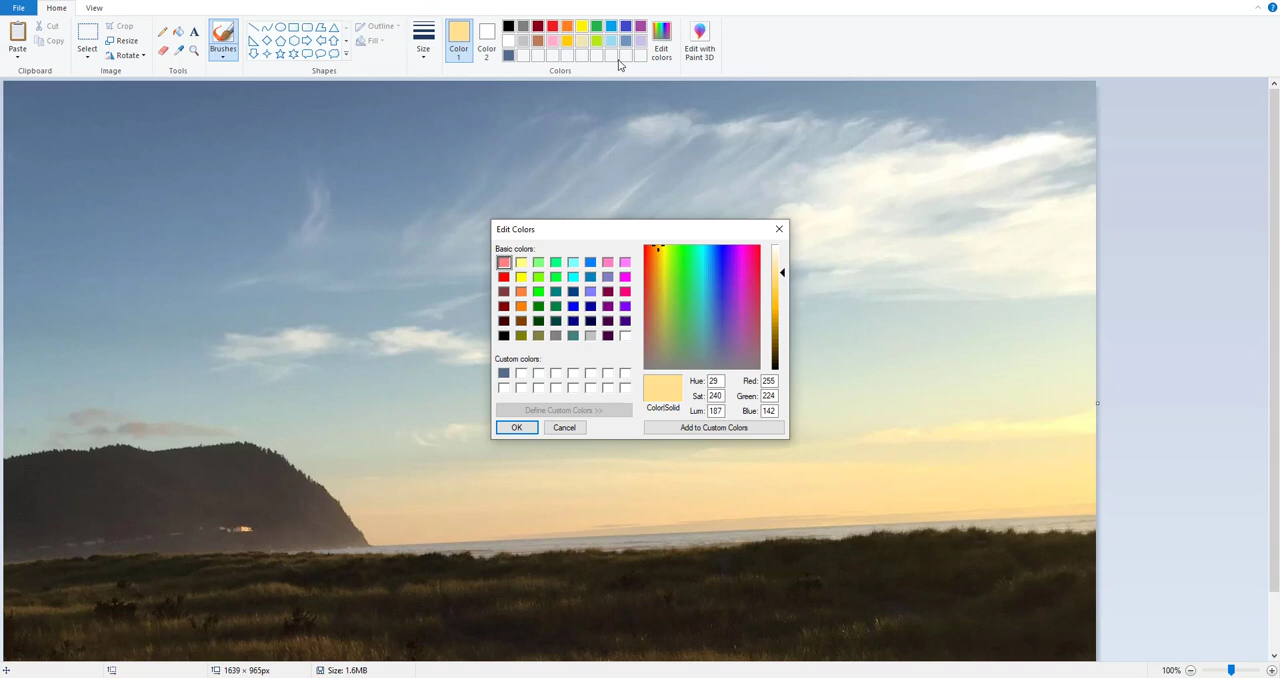 File
Home
View
Paste
Cut
Copy
Clipboard
Select
Crop
Resize
Rotate
Image
A
Tools
Brushes
Outline
Fill
Shapes
Size
Color 1
Color 2
Edit colors
Colors
Edit with Paint 3D
Edit Colors
Basic colors:
Custom colors:
Define Custom Colors >>
OK
Cancel
Color|Solid
Hue: 29
Sat: 240
Lum: 187
Red: 255
Green: 224
Blue: 142
Add to Custom Colors
1639 × 965px
Size: 1.6MB
100%